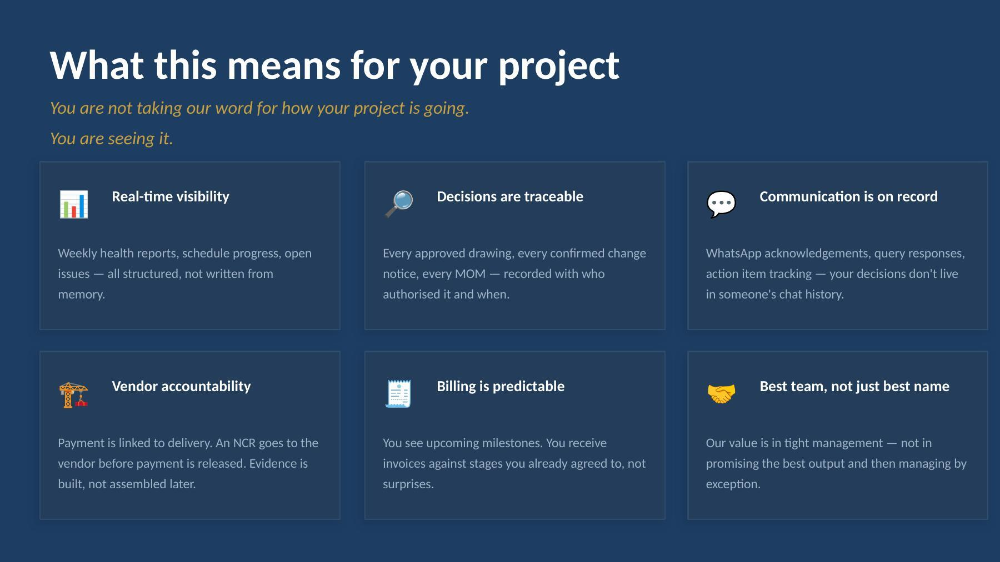 What this means for your project
You are not taking our word for how your project is going.
You are seeing it.
Real-time visibility
Weekly health reports, schedule progress, open
issues — all structured, not written from
memory.
Decisions are traceable
Every approved drawing, every confirmed change
notice, every MOM — recorded with who
authorised it and when.
Communication is on record
WhatsApp acknowledgements, query responses,
action item tracking — your decisions don't live
in someone's chat history.
Vendor accountability
Payment is linked to delivery. An NCR goes to the
vendor before payment is released. Evidence is
built, not assembled later.
Billing is predictable
You see upcoming milestones. You receive
invoices against stages you already agreed to, not
surprises.
Best team, not just best name
Our value is in tight management — not in
promising the best output and then managing by
exception.